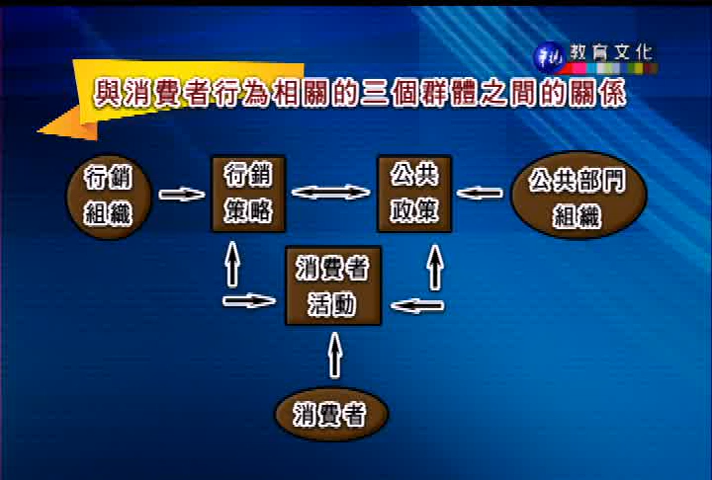 華視 教育文化
與消費者行為相關的三個群體之間的關係
行銷
組織
行銷
策略
公共
政策
公共部門
組織
消費者
活動
消費者